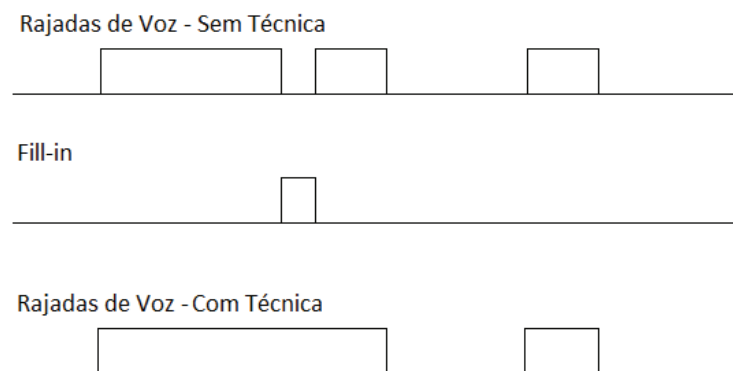 Rajadas de Voz - Sem Técnica
Fill-in
Rajadas de Voz - Com Técnica